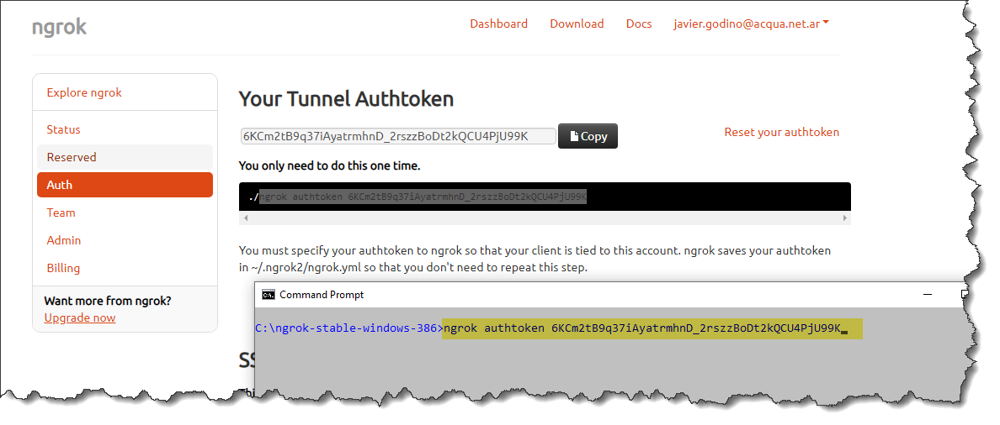 ngrok
Dashboard Download Docs javier.godino@acqua.net.ar
Explore ngrok
Status
Reserved
Auth
Team
Admin
Billing
Want more from ngrok?
Upgrade now
Your Tunnel Authtoken
6KCm2tB9q37iAyatrmhnD_2rszzBoDt2kQCU4PjU99K Copy Reset your authtoken
You only need to do this one time.
./ngrok authtoken 6KCm2tB9q37iAyatrmhnD_2rszzBoDt2kQCU4PjU99K
You must specify your authtoken to ngrok so that your client is tied to this account. ngrok saves your authtoken
in ~/.ngrok2/ngrok.yml so that you don't need to repeat this step.
Command Prompt
C:\ngrok-stable-windows-386>ngrok authtoken 6KCm2tB9q37iAyatrmhnD_2rszzBoDt2kQCU4PjU99K